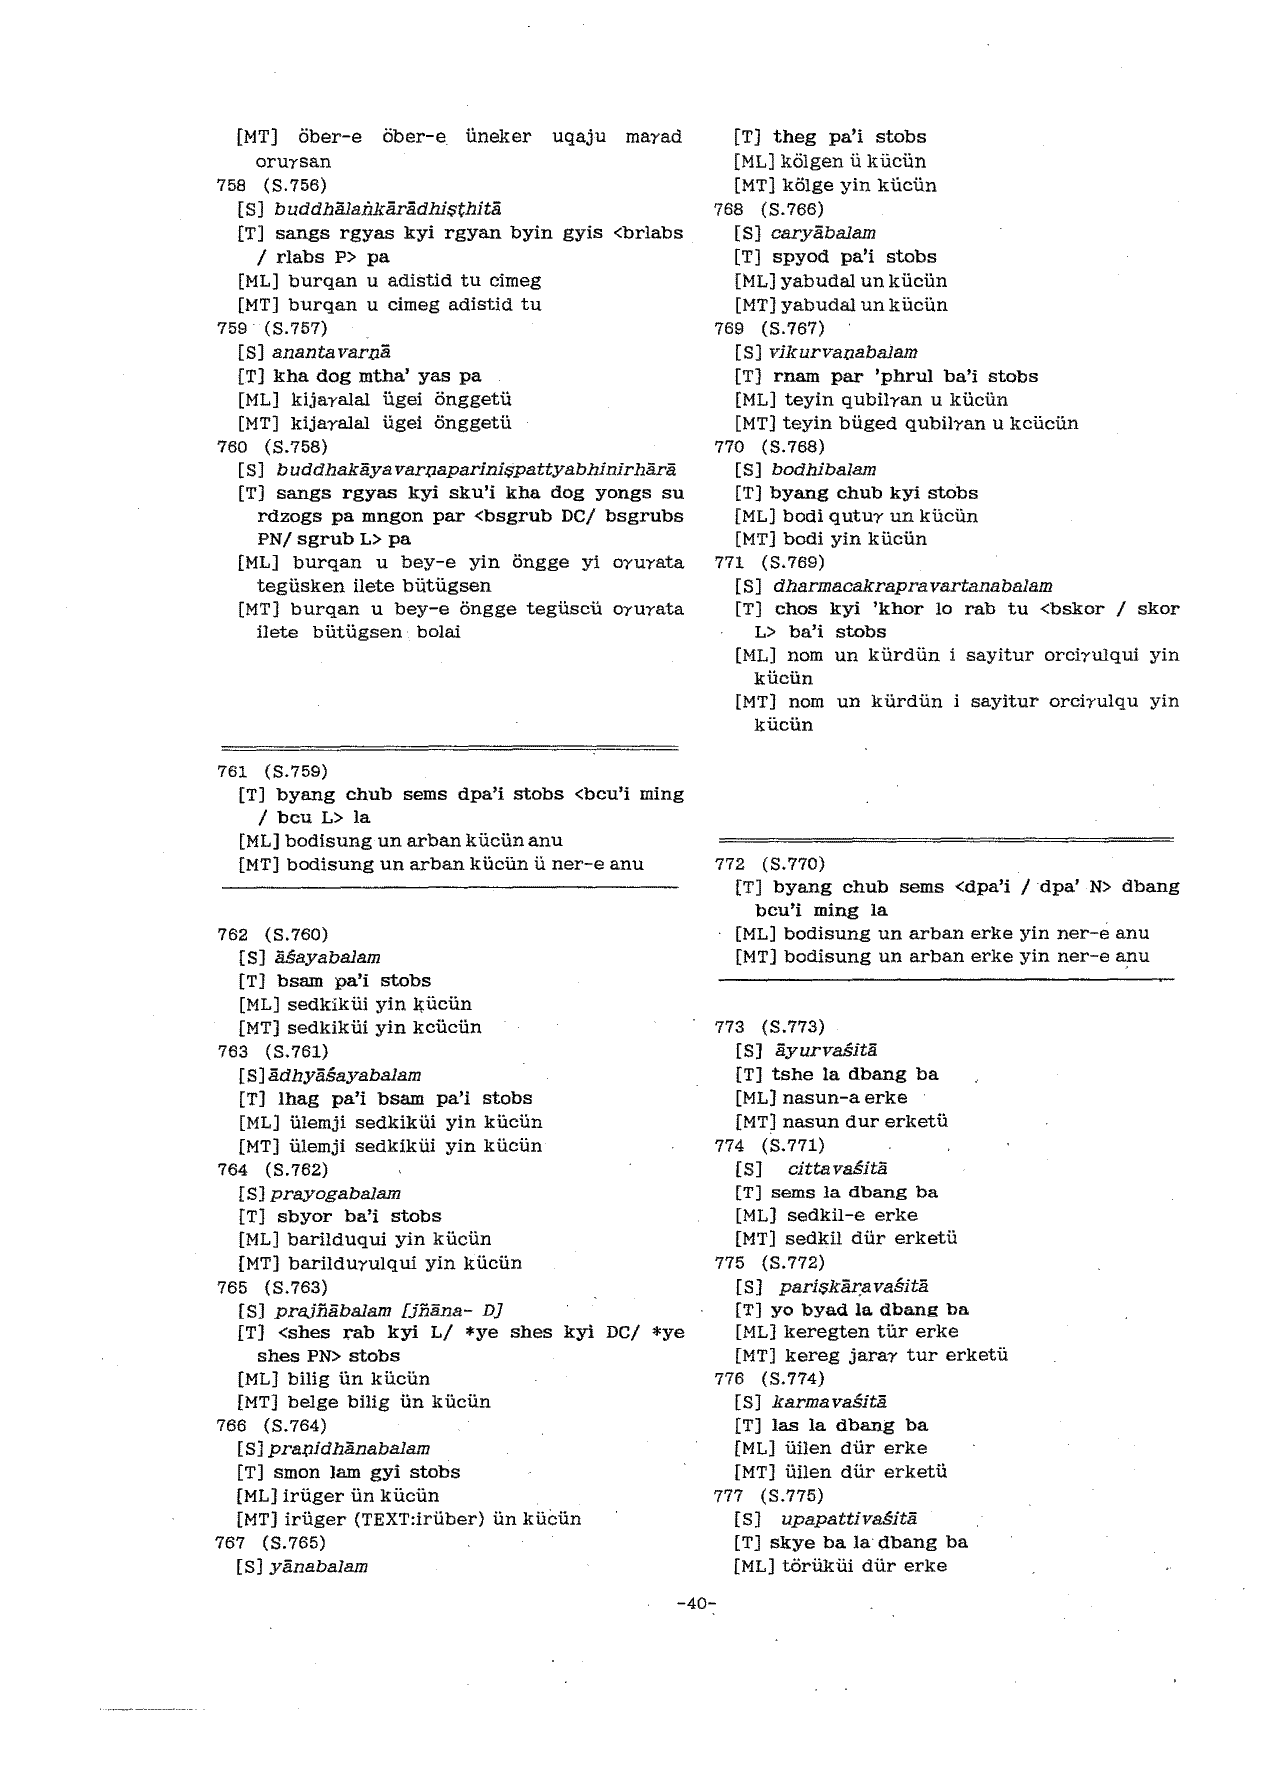 [MT] öber-e öber-e üneker uqaju maγad
oruγsan
758 (S.756)
[S] buddhālaṅkārādhiṣṭhitā
[T] sangs rgyas kyi rgyan byin gyis <brlabs
/ rlabs P> pa
[ML] burqan u adistid tu cimeg
[MT] burqan u cimeg adistid tu
759 (S.757)
[S] anantavarṇā
[T] kha dog mtha' yas pa
[ML] kijaγalal ügei önggetü
[MT] kijaγalal ügei önggetü
760 (S.758)
[S] buddhakāyavarṇapariniṣpattyabhinirhārā
[T] sangs rgyas kyi sku'i kha dog yongs su
rdzogs pa mngon par <bsgrub DC/ bsgrubs
PN/ sgrub L> pa
[ML] burqan u bey-e yin öngge yi oγuγata
tegüsken ilete bütügsen
[MT] burqan u bey-e öngge tegüscü oγuγata
ilete bütügsen bolai
761 (S.759)
[T] byang chub sems dpa'i stobs <bcu'i ming
/ bcu L> la
[ML] bodisung un arban kücün anu
[MT] bodisung un arban kücün ü ner-e anu
762 (S.760)
[S] āśayabalam
[T] bsam pa'i stobs
[ML] sedkiküi yin kücün
[MT] sedkiküi yin kcücün
763 (S.761)
[S] ādhyāśayabalam
[T] lhag pa'i bsam pa'i stobs
[ML] ülemji sedkiküi yin kücün
[MT] ülemji sedkiküi yin kücün
764 (S.762)
[S] prayogabalam
[T] sbyor ba'i stobs
[ML] barilduqui yin kücün
[MT] barilduγulqui yin kücün
765 (S.763)
[S] prajñābalam [jñāna- D]
[T] <shes rab kyi L/ *ye shes kyi DC/ *ye
shes PN> stobs
[ML] bilig ün kücün
[MT] belge bilig ün kücün
766 (S.764)
[S] praṇidhānabalam
[T] smon lam gyi stobs
[ML] irüger ün kücün
[MT] irüger (TEXT:irüber) ün kücün
767 (S.765)
[S] yānabalam
[T] theg pa'i stobs
[ML] kölgen ü kücün
[MT] kölge yin kücün
768 (S.766)
[S] caryābalam
[T] spyod pa'i stobs
[ML] yabudal un kücün
[MT] yabudal un kücün
769 (S.767)
[S] vikurvaṇabalam
[T] rnam par 'phrul ba'i stobs
[ML] teyin qubilγan u kücün
[MT] teyin büged qubilγan u kcücün
770 (S.768)
[S] bodhibalam
[T] byang chub kyi stobs
[ML] bodi qutuγ un kücün
[MT] bodi yin kücün
771 (S.769)
[S] dharmacakrapravartanabalam
[T] chos kyi 'khor lo rab tu <bskor / skor
L> ba'i stobs
[ML] nom un kürdün i sayitur orciγulqui yin
kücün
[MT] nom un kürdün i sayitur orciγulqu yin
kücün
772 (S.770)
[T] byang chub sems <dpa'i / dpa' N> dbang
bcu'i ming la
[ML] bodisung un arban erke yin ner-e anu
[MT] bodisung un arban erke yin ner-e anu
773 (S.773)
[S] āyurvaśitā
[T] tshe la dbang ba
[ML] nasun-a erke
[MT] nasun dur erketü
774 (S.771)
[S] cittavaśitā
[T] sems la dbang ba
[ML] sedkil-e erke
[MT] sedkil dür erketü
775 (S.772)
[S] pariṣkāravaśitā
[T] yo byad la dbang ba
[ML] keregten tür erke
[MT] kereg jaraγ tur erketü
776 (S.774)
[S] karmavaśitā
[T] las la dbang ba
[ML] üilen dür erke
[MT] üilen dür erketü
777 (S.775)
[S] upapattivaśitā
[T] skye ba la dbang ba
[ML] törüküi dür erke
-40-